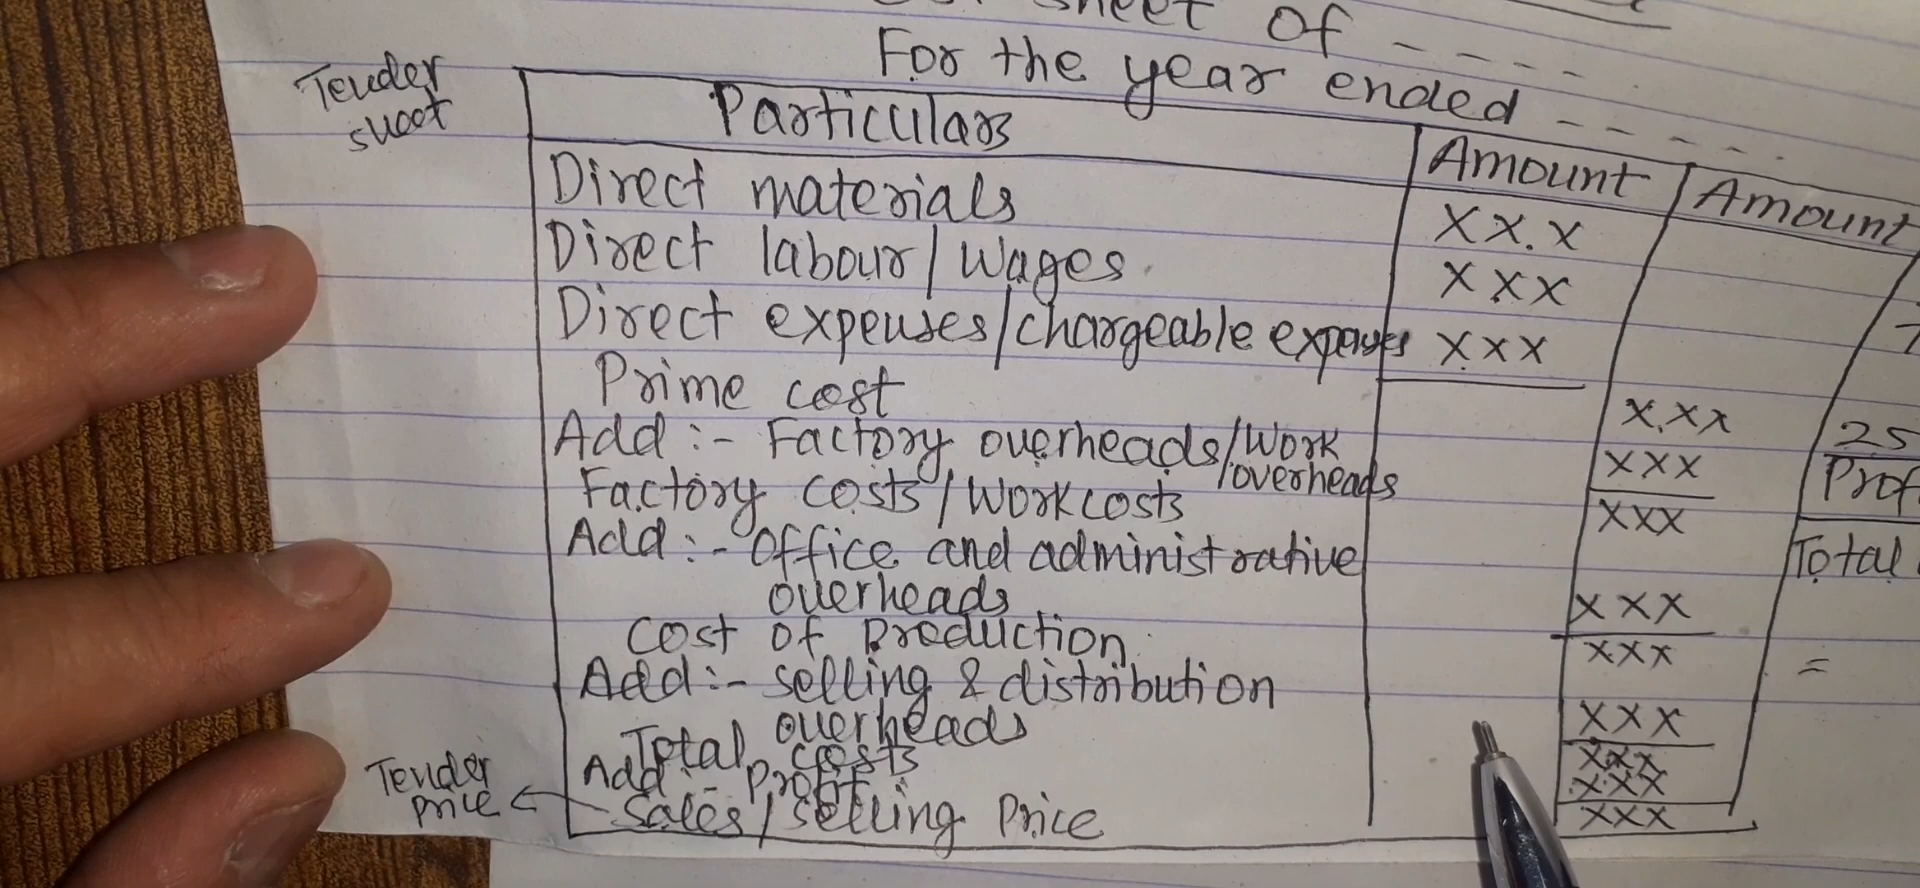 sheet of - - - -
For the year ended - - - - -
Tender
sheet
Particulars Amount Amount
Direct materials XX.X
Direct labour/Wages XXX
Direct expenses/chargeable expenses XXX
Prime cost X.XX
Add :- Factory overheads/Work
overheads XXX
Factory costs/Workcosts XXX
Add :- Office and administrative
overheads XXX
Cost of Production XXX
Add :- Selling & distribution
overheads XXX
Total costs XXX
Add :- Profit XXX
Sales/selling Price XXX
Tender
Price
25
Prof
Total
=